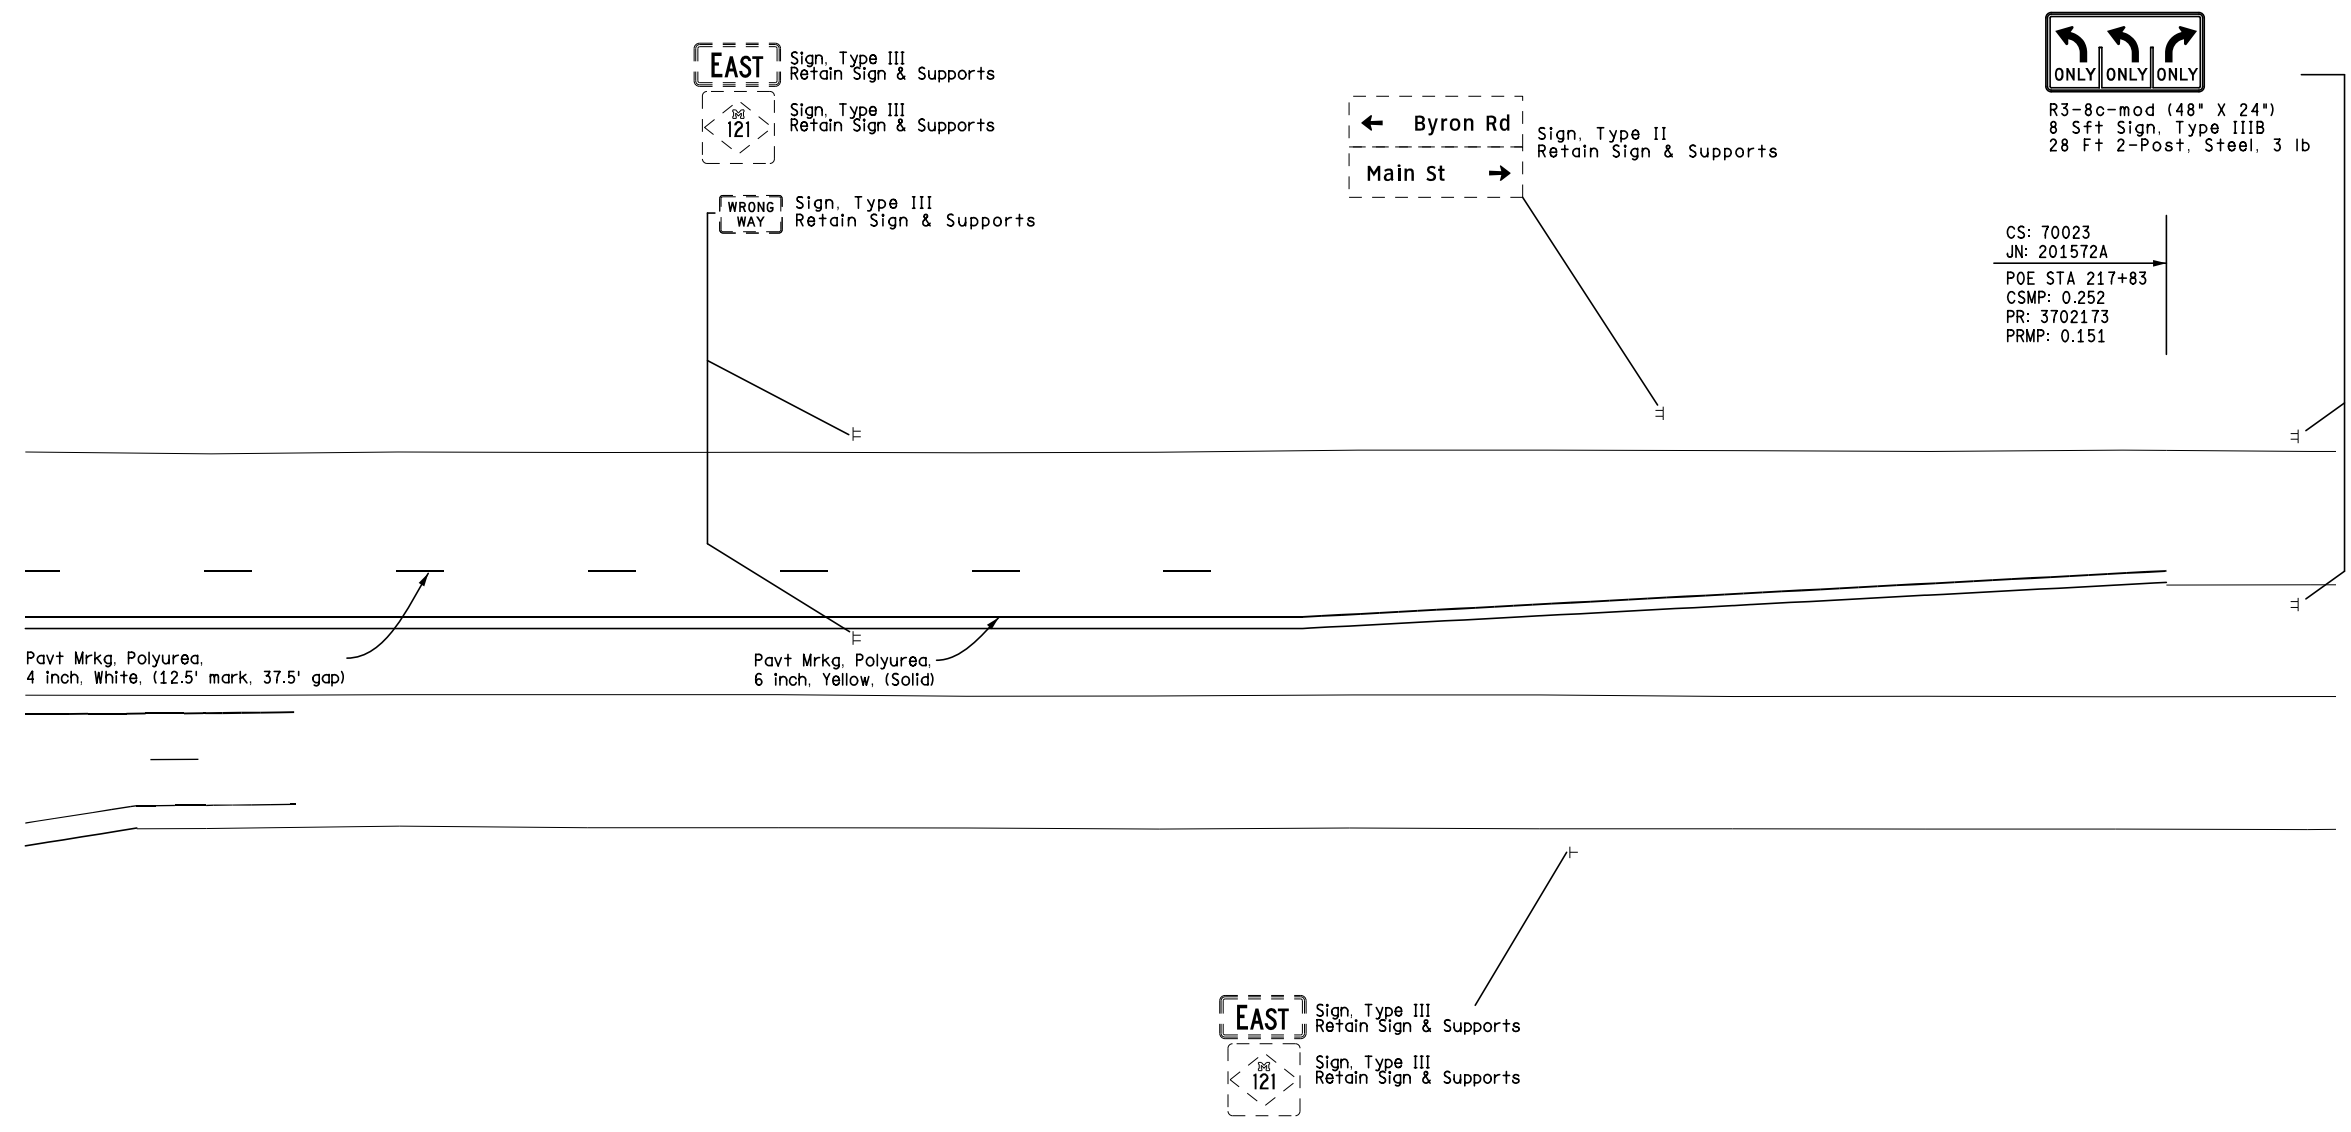 EAST
Sign, Type III
Retain Sign & Supports
M
121
Sign, Type III
Retain Sign & Supports
WRONG
WAY
Sign, Type III
Retain Sign & Supports
Byron Rd
Main St
Sign, Type II
Retain Sign & Supports
ONLY ONLY ONLY
R3-8c-mod (48" X 24")
8 Sft Sign, Type IIIB
28 Ft 2-Post, Steel, 3 lb
CS: 70023
JN: 201572A
POE STA 217+83
CSMP: 0.252
PR: 3702173
PRMP: 0.151
Pavt Mrkg, Polyurea,
4 inch, White, (12.5' mark, 37.5' gap)
Pavt Mrkg, Polyurea,
6 inch, Yellow, (Solid)
EAST
Sign, Type III
Retain Sign & Supports
M
121
Sign, Type III
Retain Sign & Supports